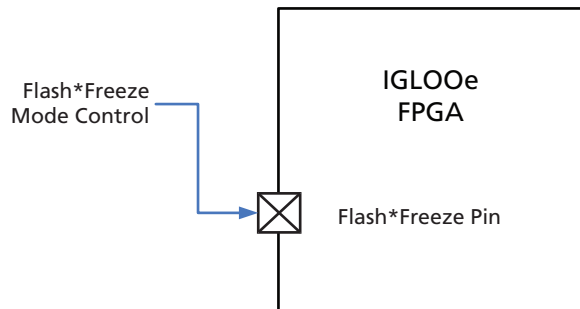 Flash*Freeze
Mode Control
IGLOOe
FPGA
Flash*Freeze Pin